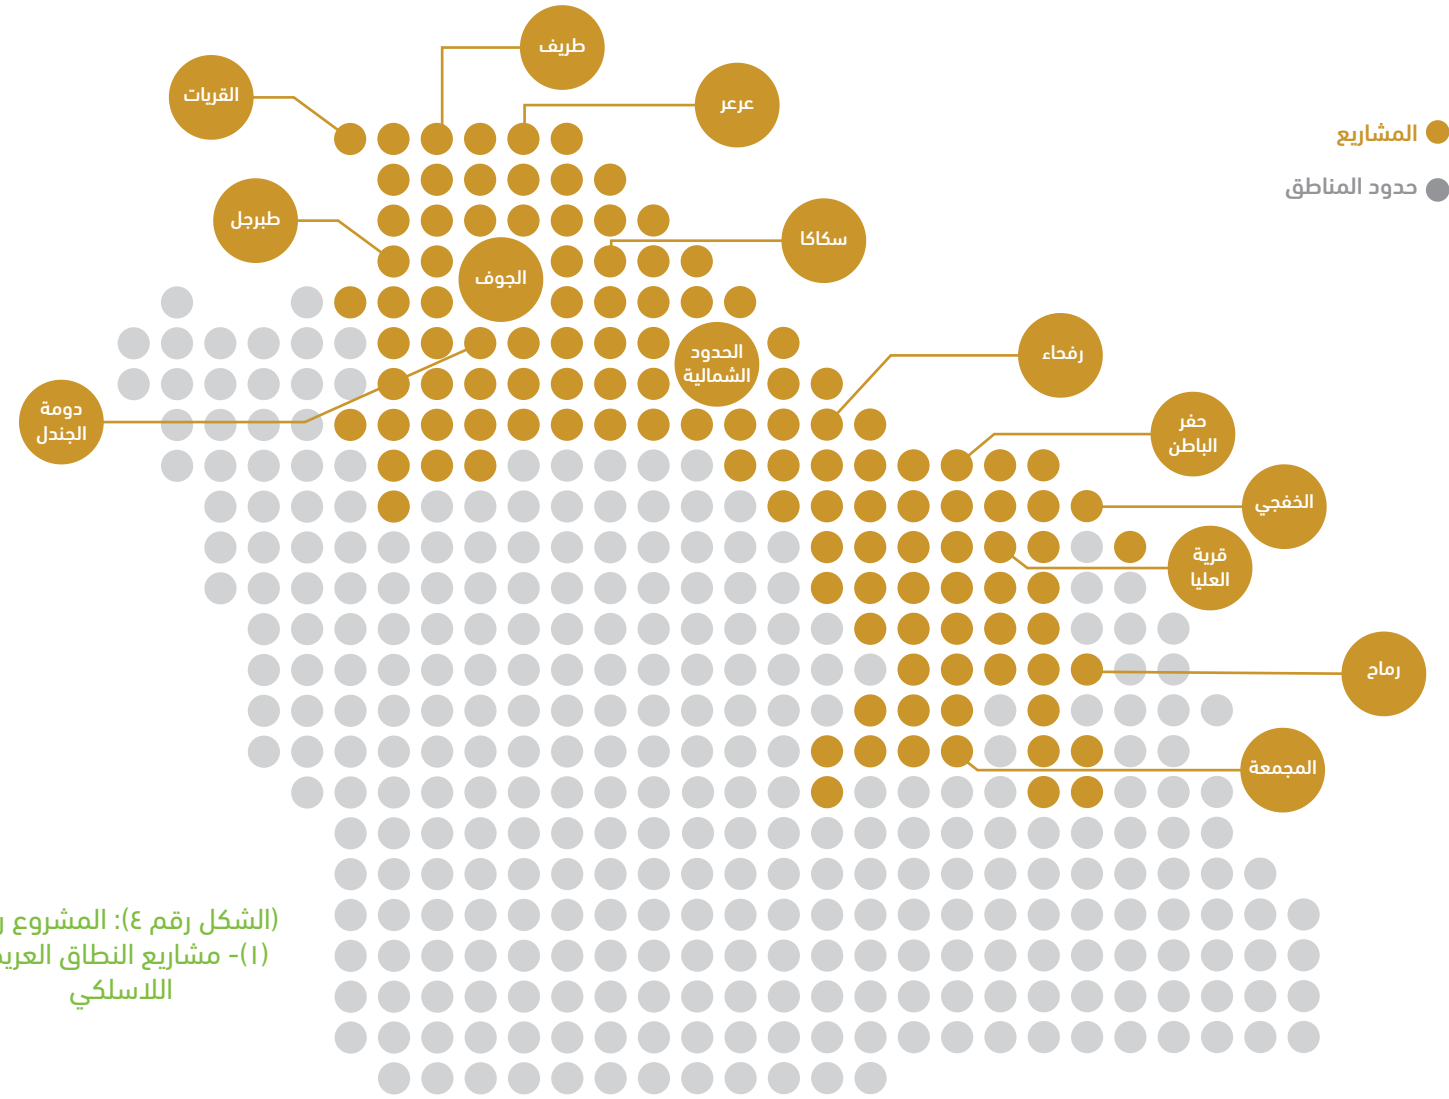 طريف
القريات
عرعر
المشاريع
حدود المناطق
طبرجل
سكاكا
الجوف
رفحاء
الحدود
الشمالية
دومة
الجندل
حفر
الباطن
الخفجي
قرية
العليا
رماح
المجمعة
(الشكل رقم ٤): المشروع
(١)- مشاريع النطاق
اللاسلكي